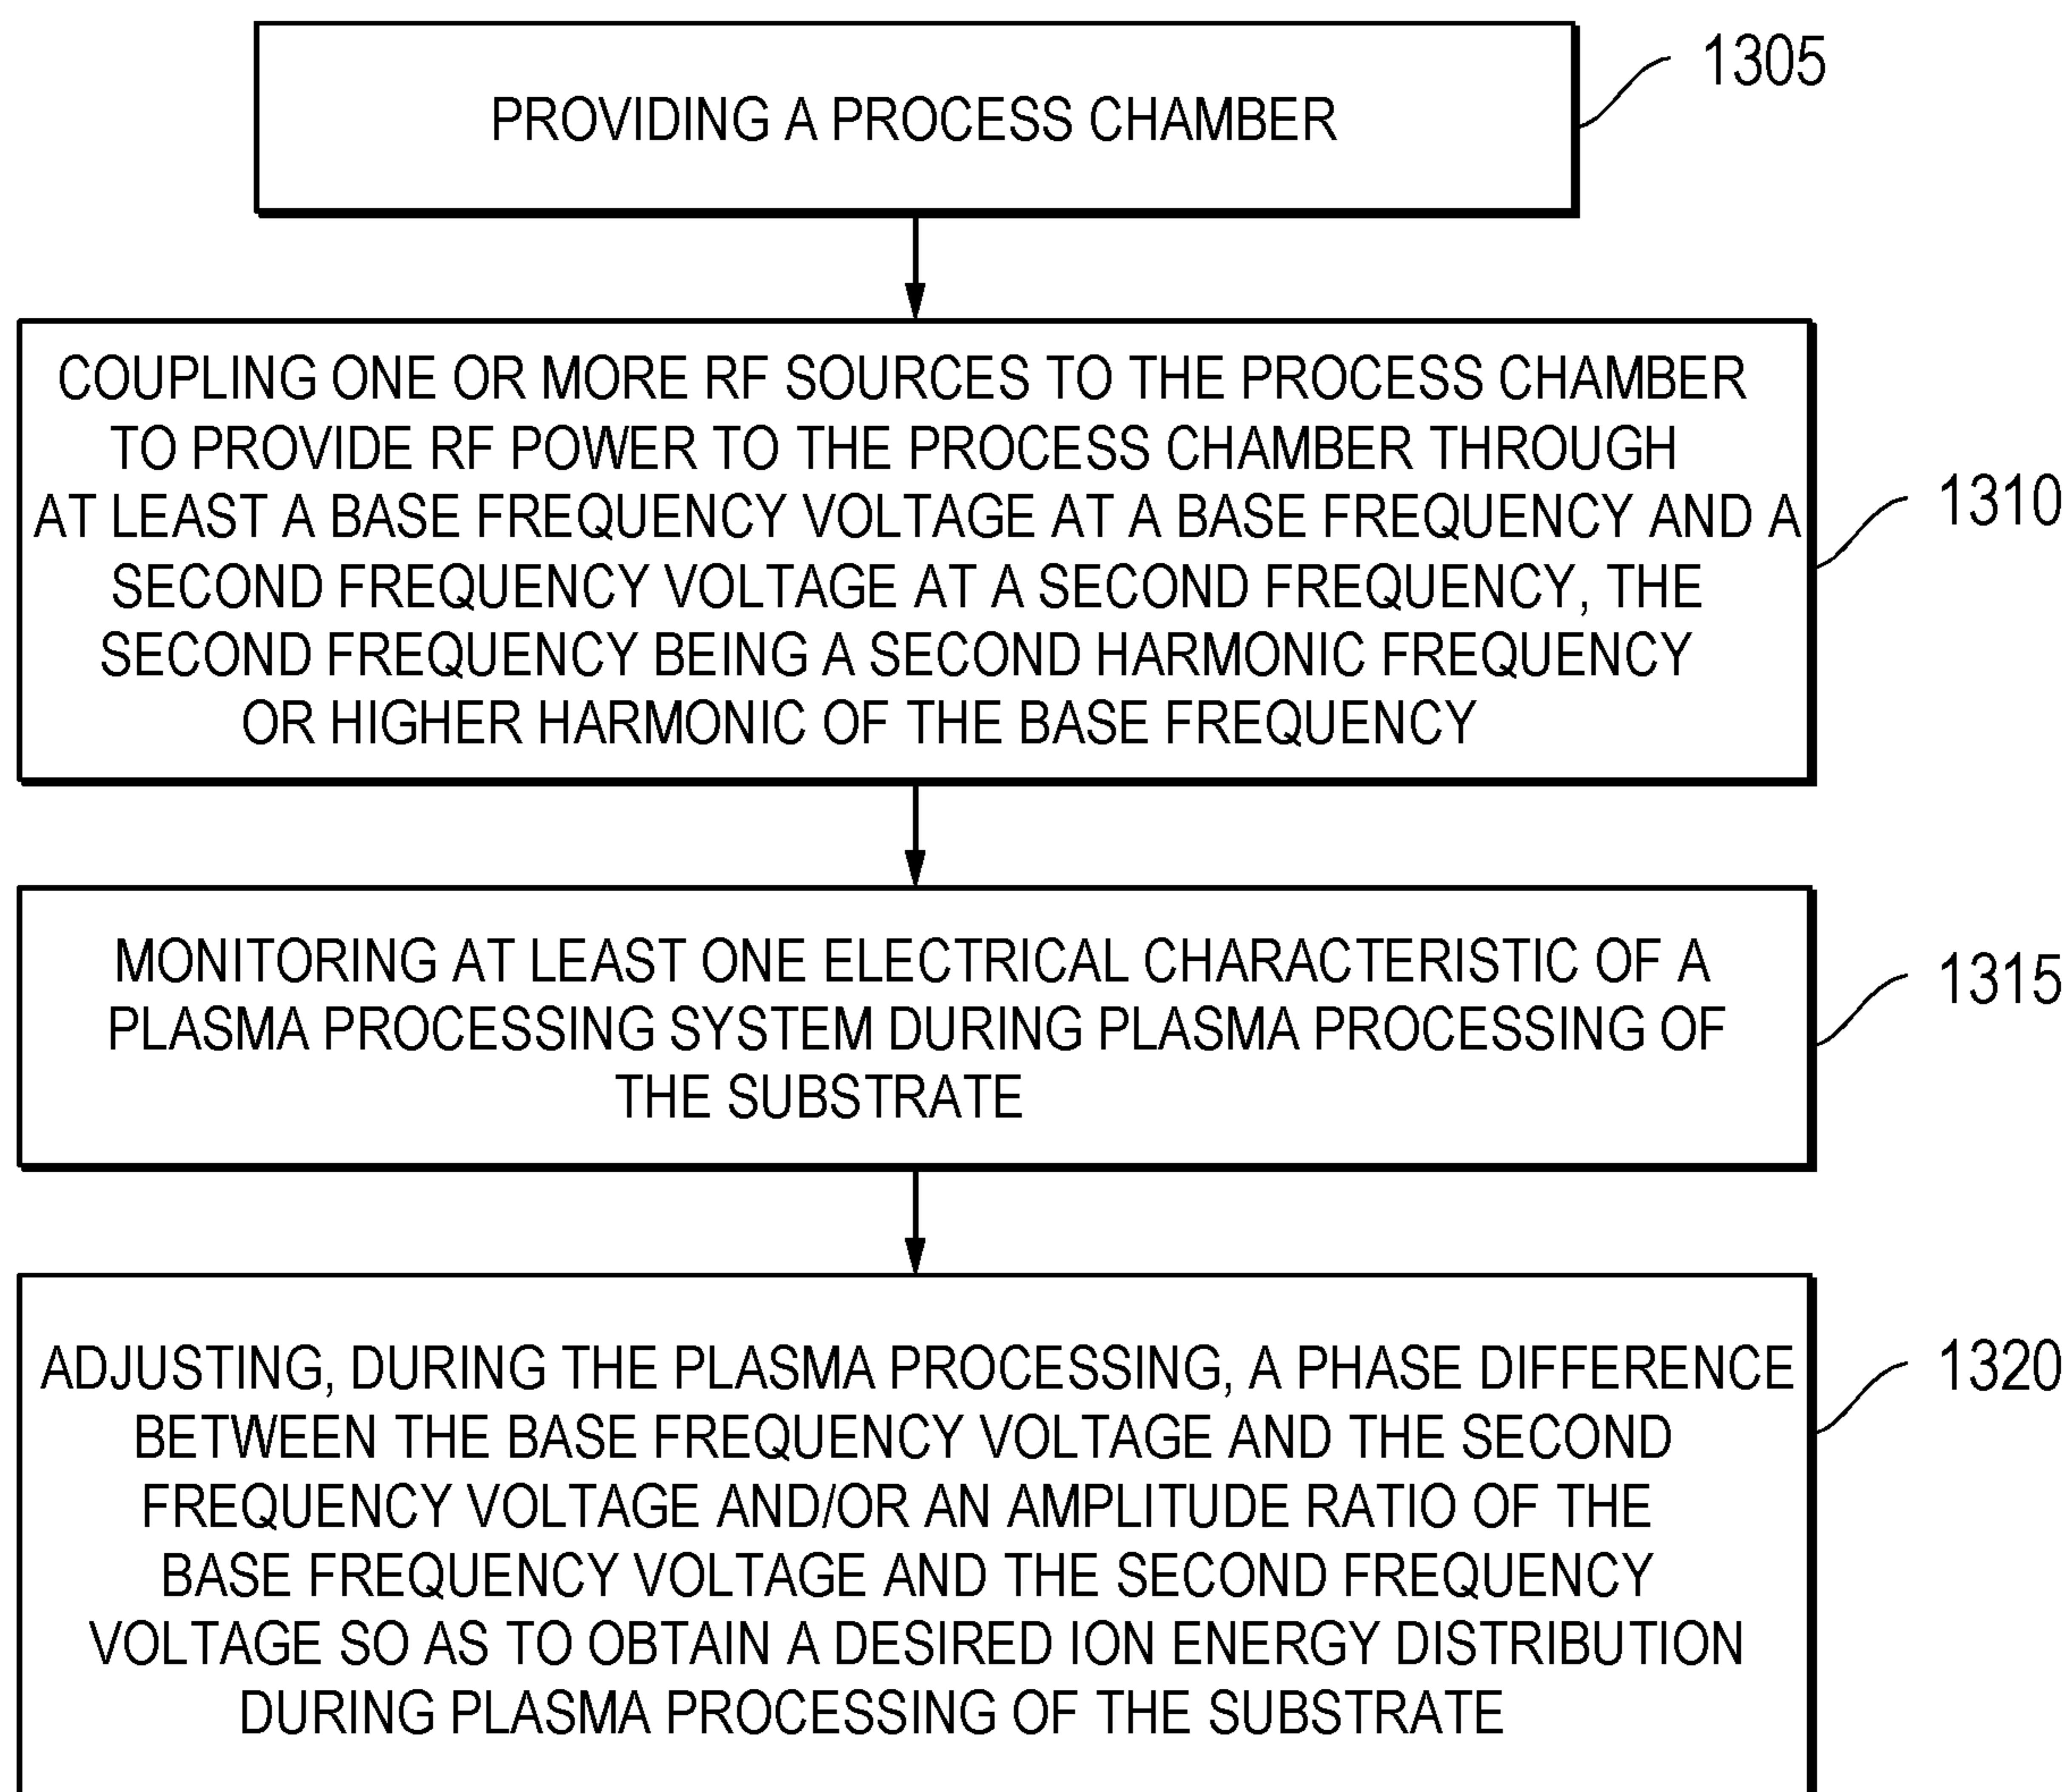 PROVIDING A PROCESS CHAMBER
1305
COUPLING ONE OR MORE RF SOURCES TO THE PROCESS CHAMBER
TO PROVIDE RF POWER TO THE PROCESS CHAMBER THROUGH
AT LEAST A BASE FREQUENCY VOLTAGE AT A BASE FREQUENCY AND A
SECOND FREQUENCY VOLTAGE AT A SECOND FREQUENCY, THE
SECOND FREQUENCY BEING A SECOND HARMONIC FREQUENCY
OR HIGHER HARMONIC OF THE BASE FREQUENCY
1310
MONITORING AT LEAST ONE ELECTRICAL CHARACTERISTIC OF A
PLASMA PROCESSING SYSTEM DURING PLASMA PROCESSING OF
THE SUBSTRATE
1315
ADJUSTING, DURING THE PLASMA PROCESSING, A PHASE DIFFERENCE
BETWEEN THE BASE FREQUENCY VOLTAGE AND THE SECOND
FREQUENCY VOLTAGE AND/OR AN AMPLITUDE RATIO OF THE
BASE FREQUENCY VOLTAGE AND THE SECOND FREQUENCY
VOLTAGE SO AS TO OBTAIN A DESIRED ION ENERGY DISTRIBUTION
DURING PLASMA PROCESSING OF THE SUBSTRATE
1320